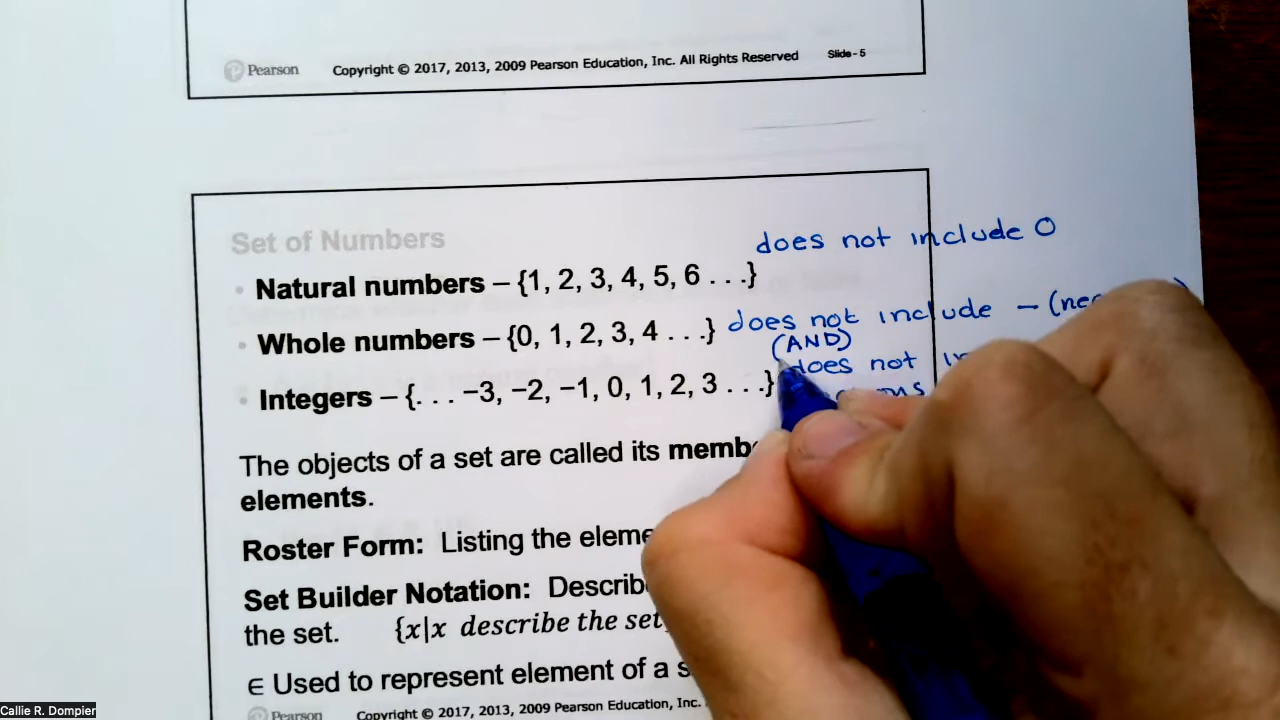 Pearson Copyright © 2017, 2013, 2009 Pearson Education, Inc. All Rights Reserved Slide - 5
Set of Numbers
does not include 0
• Natural numbers – {1, 2, 3, 4, 5, 6 . . .}
does not include – (neg
• Whole numbers – {0, 1, 2, 3, 4 . . .}
(AND)
does not
• Integers – {. . . −3, −2, −1, 0, 1, 2, 3 . . .}
The objects of a set are called its
elements.
Roster Form: Listing the
Set Builder Notation:
the set. {x|x describe the set
∈ Used to represent element of a
Pearson Copyright © 2017, 2013, 2009 Pearson Education, Inc.
Callie R. Dompier